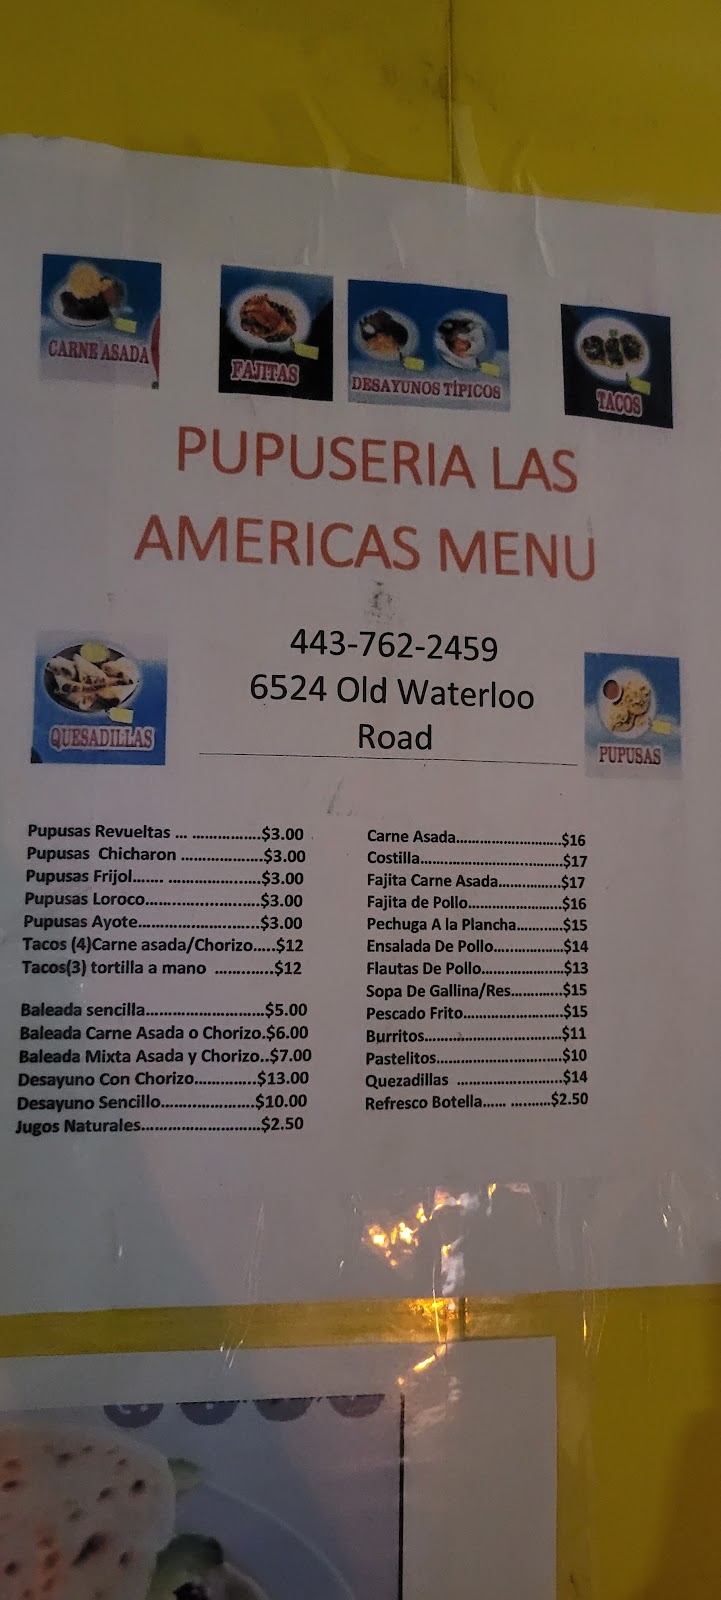 CARNE ASADA
FAJITAS
DESAYUNOS TÍPICOS
TACOS
PUPUSERIA LAS
AMERICAS MENU
443-762-2459
6524 Old Waterloo
Road
QUESADILLAS
PUPUSAS
Pupusas Revueltas ... .................$3.00
Pupusas Chicharon .....................$3.00
Pupusas Frijol....... .........................$3.00
Pupusas Loroco.............................$3.00
Pupusas Ayote...............................$3.00
Tacos (4)Carne asada/Chorizo.....$12
Tacos(3) tortilla a mano .............$12
Baleada sencilla.............................$5.00
Baleada Carne Asada o Chorizo.$6.00
Baleada Mixta Asada y Chorizo..$7.00
Desayuno Con Chorizo...............$13.00
Desayuno Sencillo.......................$10.00
Jugos Naturales.............................$2.50
Carne Asada..........................$16
Costilla....................................$17
Fajita Carne Asada................$17
Fajita de Pollo........................$16
Pechuga A la Plancha............$15
Ensalada De Pollo..................$14
Flautas De Pollo.....................$13
Sopa De Gallina/Res.............$15
Pescado Frito.........................$15
Burritos..................................$11
Pastelitos...............................$10
Quezadillas ..........................$14
Refresco Botella...... ..........$2.50